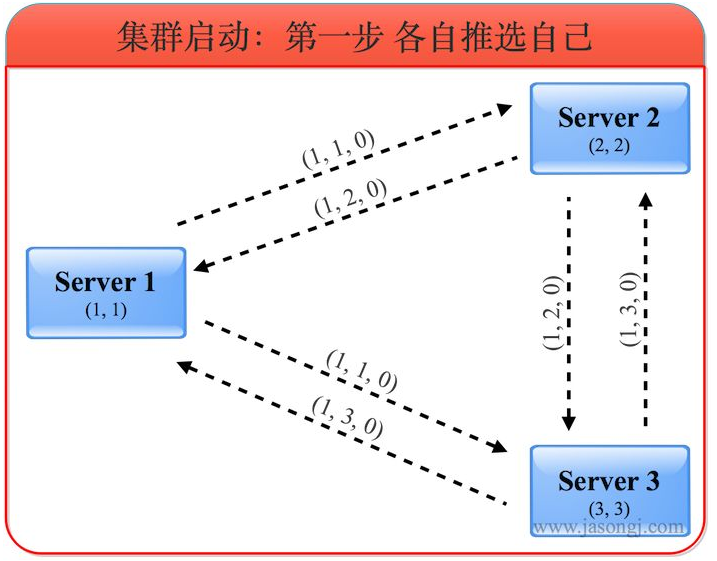 集群启动：第一步 各自推选自己
Server 2
(2, 2)
(1, 1, 0)
(1, 2, 0)
Server 1
(1, 1)
(1, 2, 0)
(1, 3, 0)
(1, 1, 0)
(1, 3, 0)
Server 3
(3, 3)
www.jasongj.com